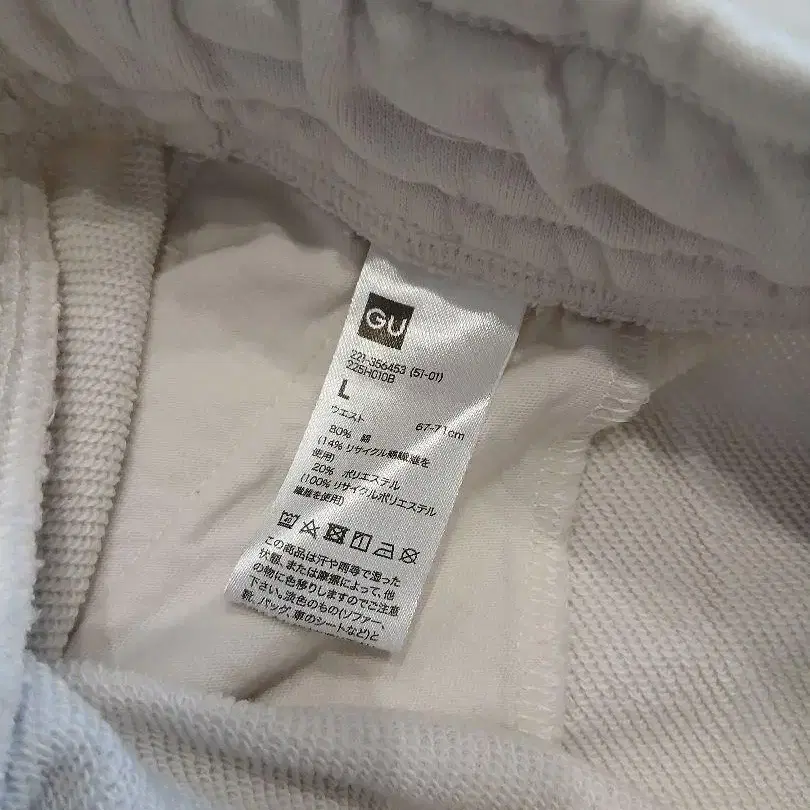 GU
221-356453 (51-01)
225H010B
L
ウエスト 67-71cm
80% 綿
(14% リサイクル綿繊維を
使用)
20% ポリエステル
(100% リサイクルポリエステル
繊維を使用)
この商品は汗や雨等で湿った
状態、または摩擦によって、他
の物に色移りしますのでご注意
下さい。淡色のもの(ソファー、
靴、バッグ、車のシートなど)と